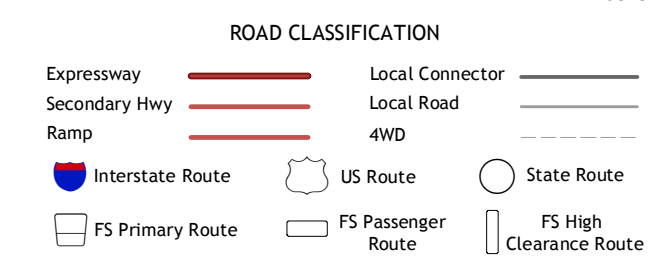 ROAD CLASSIFICATION
Expressway
Local Connector
Secondary Hwy
Local Road
Ramp
4WD
Interstate Route
US Route
State Route
FS Primary Route
FS Passenger
Route
FS High
Clearance Route